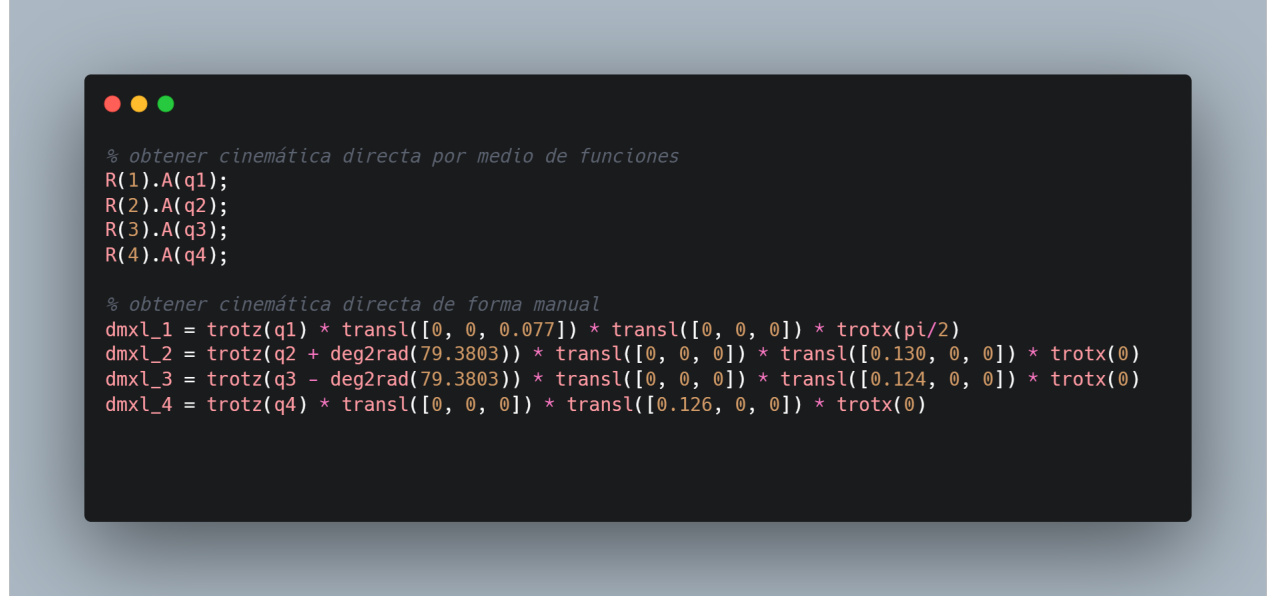 % obtener cinemática directa por medio de funciones
R(1).A(q1);
R(2).A(q2);
R(3).A(q3);
R(4).A(q4);
% obtener cinemática directa de forma manual
dmxl_1 = trotz(q1) * transl([0, 0, 0.077]) * transl([0, 0, 0]) * trotx(pi/2)
dmxl_2 = trotz(q2 + deg2rad(79.3803)) * transl([0, 0, 0]) * transl([0.130, 0, 0]) * trotx(0)
dmxl_3 = trotz(q3 - deg2rad(79.3803)) * transl([0, 0, 0]) * transl([0.124, 0, 0]) * trotx(0)
dmxl_4 = trotz(q4) * transl([0, 0, 0]) * transl([0.126, 0, 0]) * trotx(0)